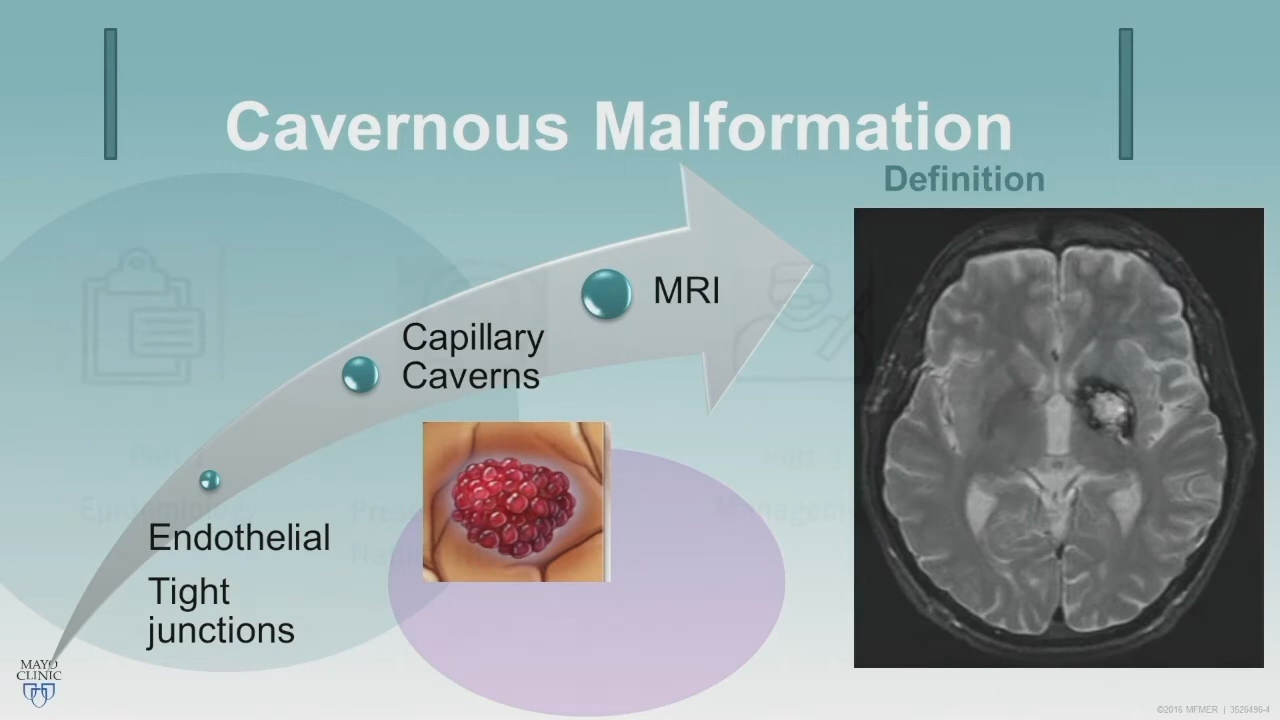 Cavernous Malformation
Definition
MRI
Capillary
Caverns
Endothelial
Tight
junctions
MAYO
CLINIC
©2016 MFMER | 3526496-4